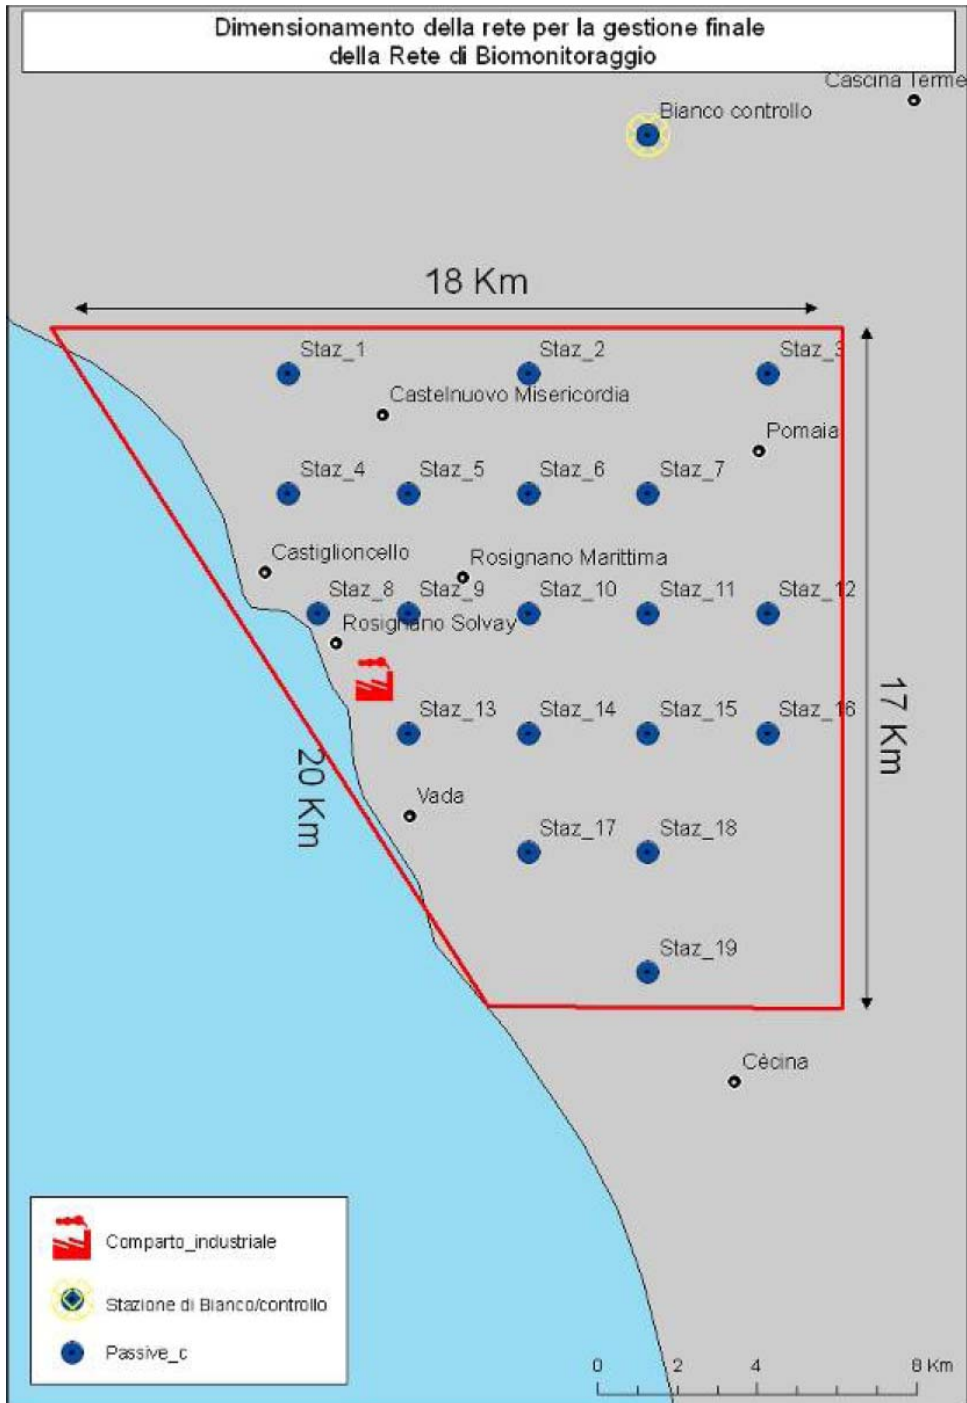 Dimensionamento della rete per la gestione finale
della Rete di Biomonitoraggio
Cascina Terme
Bianco controllo
18 Km
Staz_1
Staz_2
Staz_3
Castelnuovo Misericordia
Pomaia
Staz_4
Staz_5
Staz_6
Staz_7
Castiglioncello
Rosignano Marittima
Staz_8
Staz_9
Staz_10
Staz_11
Staz_12
Rosignano Solvay
17 Km
Staz_13
Staz_14
Staz_15
Staz_16
20 Km
Vada
Staz_17
Staz_18
Staz_19
Cècina
Comparto_industriale
Stazione di Bianco/controllo
Passive_c
0 2 4 8 Km